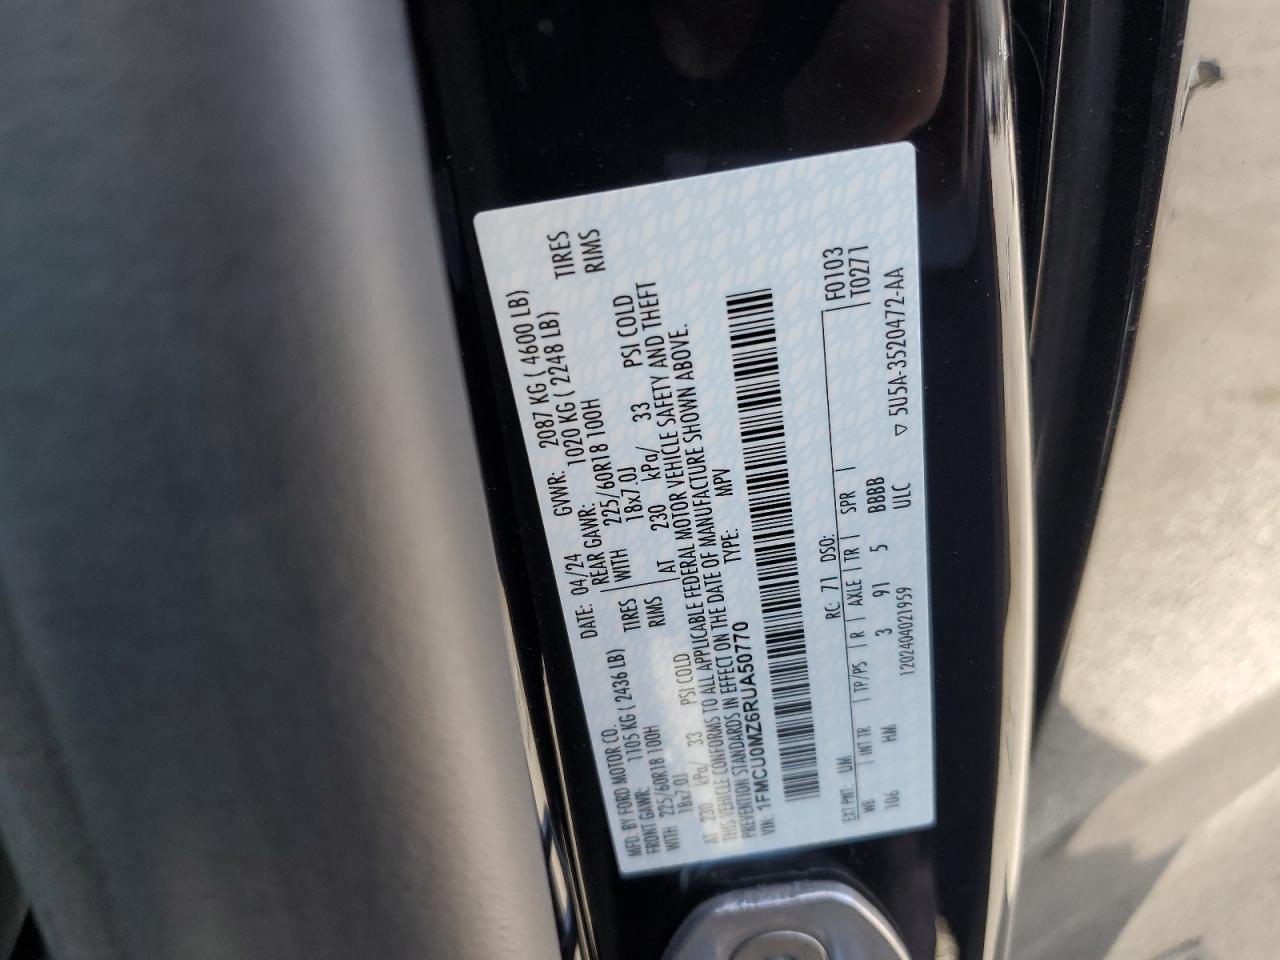 MFD. BY FORD MOTOR CO.
DATE: 04/24 GVWR: 2087 KG ( 4600 LB)
FRONT GAWR: 1105 KG ( 2436 LB) REAR GAWR: 1020 KG ( 2248 LB)
WITH 225/60R18 100H TIRES WITH 225/60R18 100H TIRES
18x7.0J RIMS 18x7.0J RIMS
AT 230 kPa/ 33 PSI COLD AT 230 kPa/ 33 PSI COLD
THIS VEHICLE CONFORMS TO ALL APPLICABLE FEDERAL MOTOR VEHICLE SAFETY AND THEFT
PREVENTION STANDARDS IN EFFECT ON THE DATE OF MANUFACTURE SHOWN ABOVE.
VIN: 1FMCU0MZ6RUA50770 TYPE: MPV
F0103
T0271
EXT PNT: UM RC: 71 DSO:
WB | INT TR | TP/PS | R | AXLE | TR | SPR |
106 HM 3 91 5 BBBB
120240402​1959 ULC ▽ 5U5A-3520472-AA